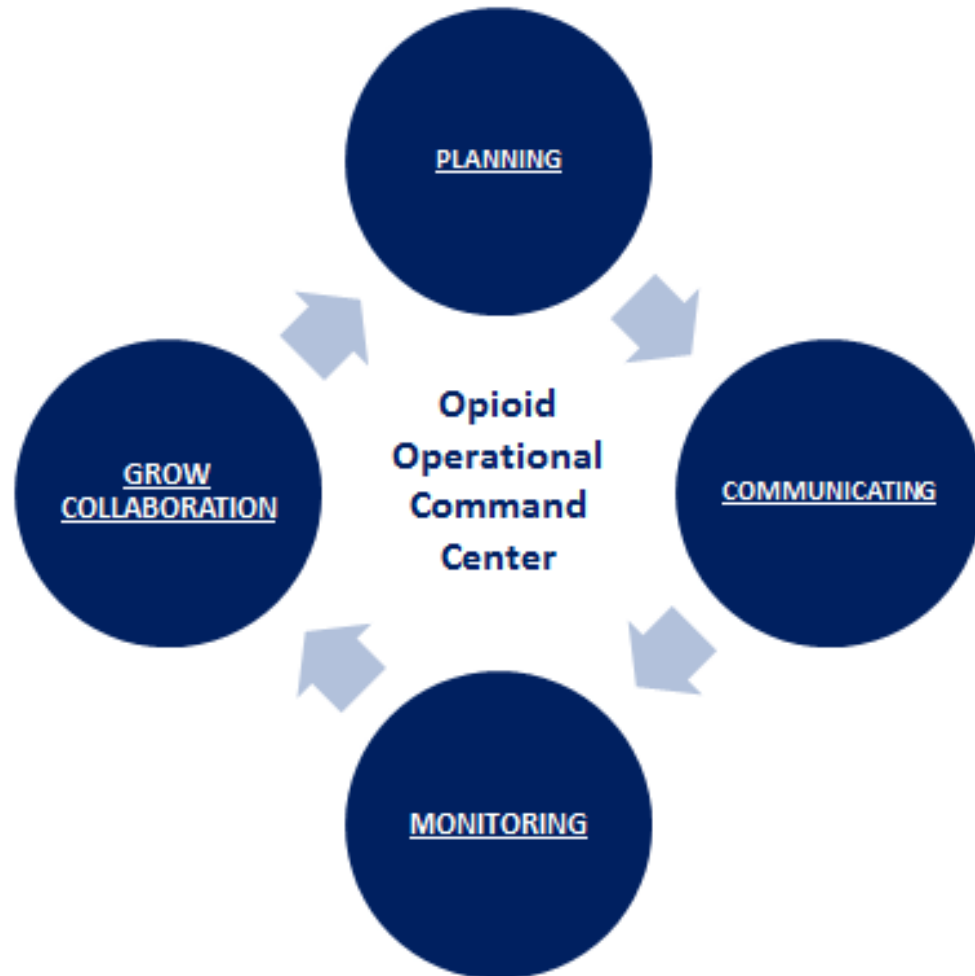 PLANNING
Opioid
Operational
Command
Center
GROW
COLLABORATION
COMMUNICATING
MONITORING